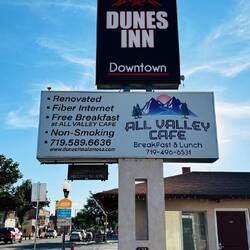 DUNES
INN
Downtown
• Renovated
• Fiber Internet
• Free Breakfast
at ALL VALLEY CAFE
• Non-Smoking
• 719.589.6636
www.dunesinnalamosa.com
ALL VALLEY
CAFE
Breakfast & Lunch
719-496-6531